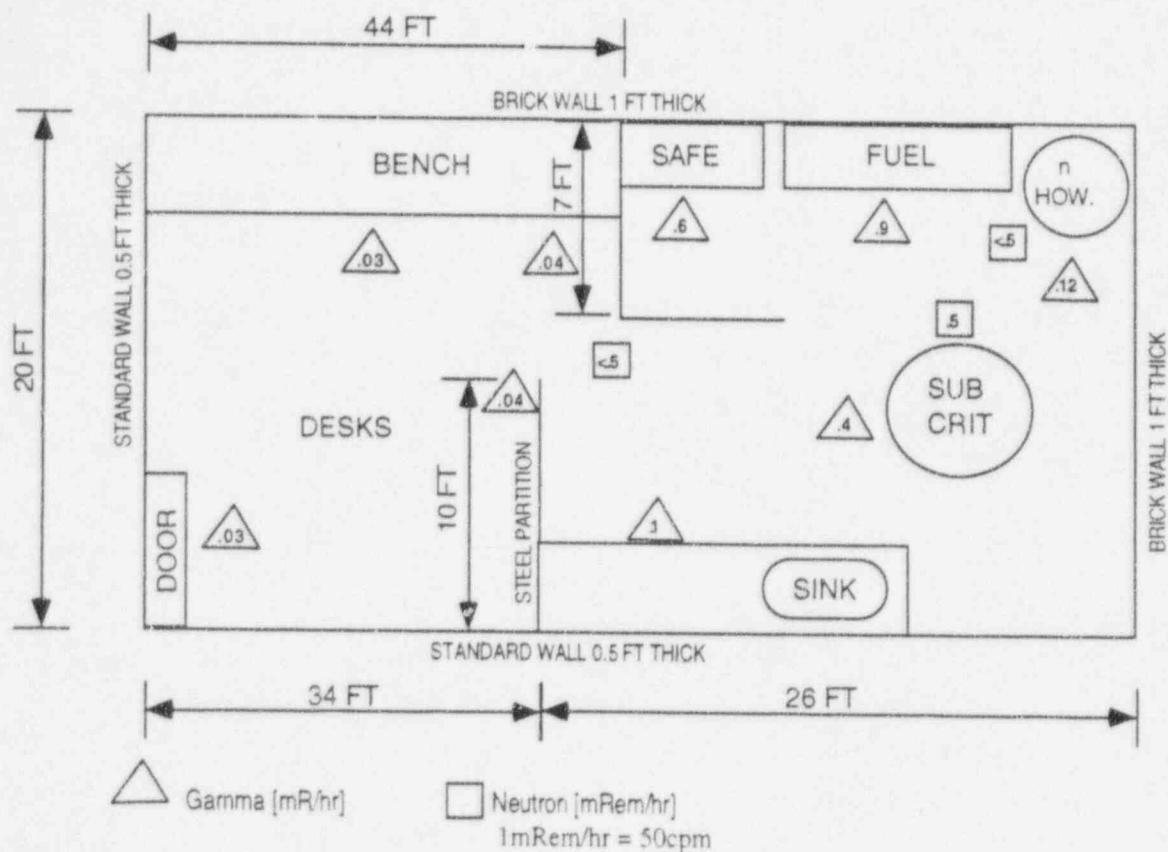 44 FT
BRICK WALL 1 FT THICK
BENCH
SAFE
FUEL
n
HOW.
7 FT
STANDARD WALL 0.5 FT THICK
20 FT
.03
.04
.6
.9
<.5
.12
.5
<.5
.04
DESKS
SUB
CRIT
.4
BRICK WALL 1 FT THICK
10 FT
STEEL PARTITION
DOOR
.03
SINK
STANDARD WALL 0.5 FT THICK
34 FT
26 FT
Gamma [mR/hr]
Neutron [mRem/hr]
1mRem/hr = 50cpm